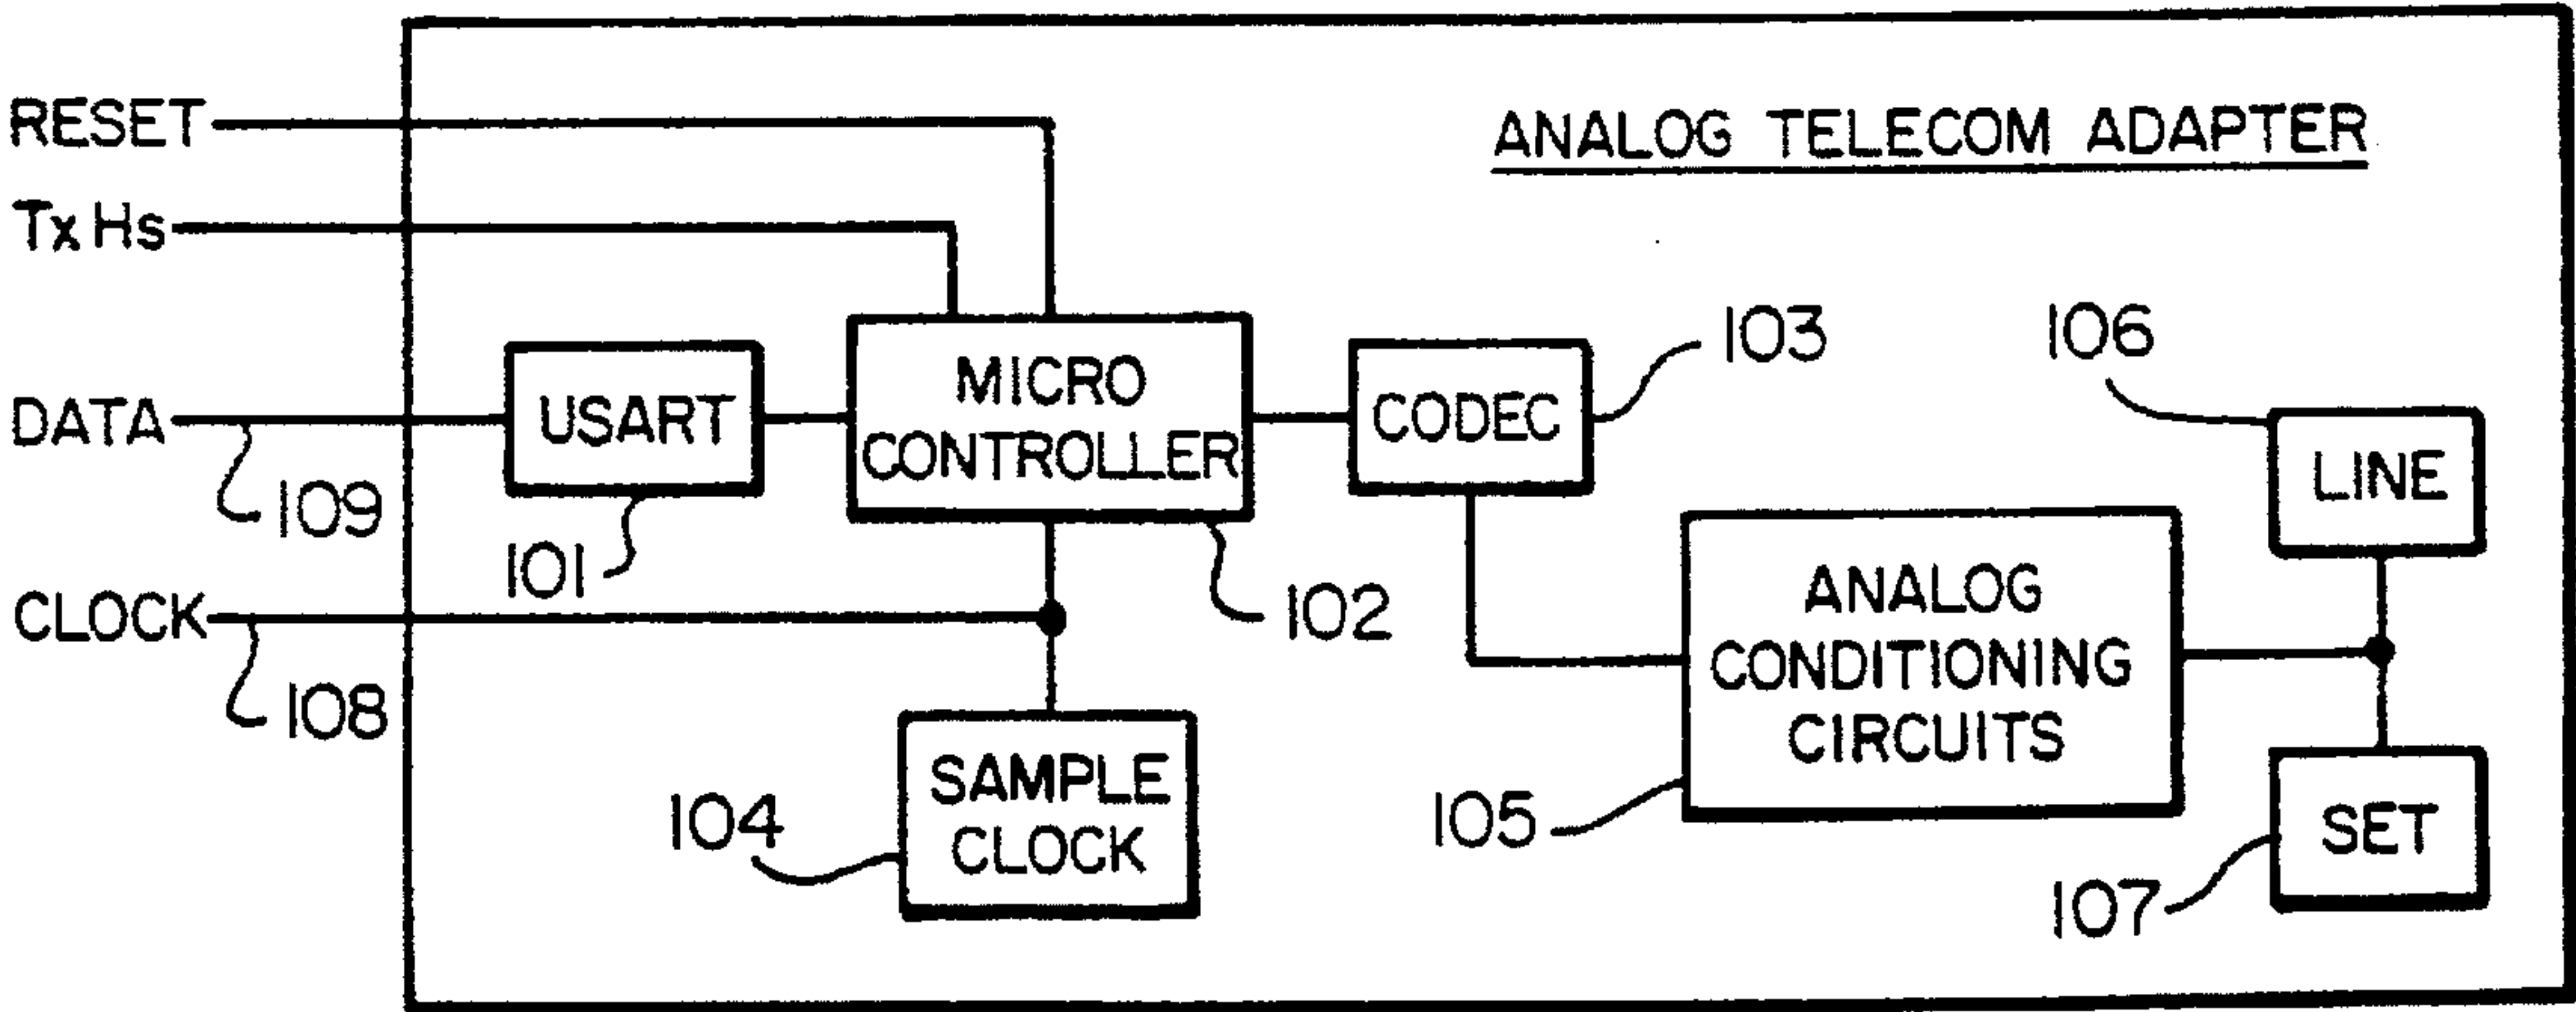 RESET
ANALOG TELECOM ADAPTER
Tx Hs
103
106
MICRO
CONTROLLER
USART
CODEC
DATA
LINE
109
101
102
CLOCK
ANALOG
CONDITIONING
CIRCUITS
108
SAMPLE
CLOCK
104
105
SET
107